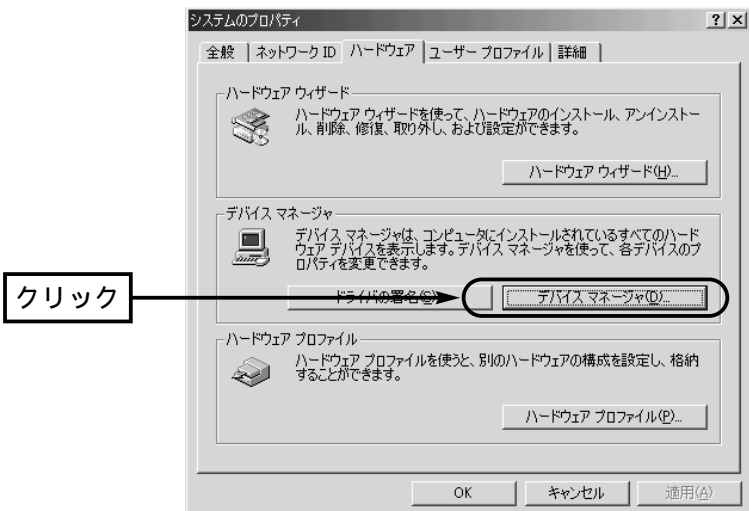 システムのプロパティ
? ×
全般 ネットワーク ID ハードウェア ユーザー プロファイル 詳細
ハードウェア ウィザード
ハードウェア ウィザードを使って、ハードウェアのインストール、アンインストー
ル、削除、修復、取り外し、および設定ができます。
ハードウェア ウィザード(H)...
デバイス マネージャ
デバイス マネージャは、コンピュータにインストールされているすべてのハード
ウェア デバイスを表示します。デバイス マネージャを使って、各デバイスのプ
ロパティを変更できます。
クリック
ドライバの署名(S)...
デバイス マネージャ(D)...
ハードウェア プロファイル
ハードウェア プロファイルを使うと、別のハードウェアの構成を設定し、格納
することができます。
ハードウェア プロファイル(P)...
OK キャンセル 適用(A)